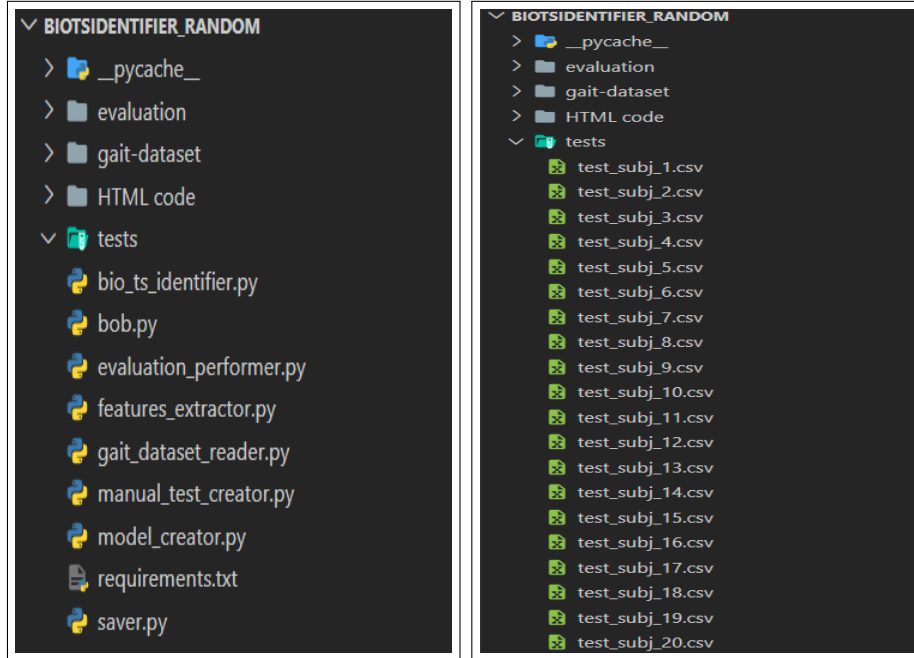 BIOTSIDENTIFIER_RANDOM
__pycache__
evaluation
gait-dataset
HTML code
tests
bio_ts_identifier.py
bob.py
evaluation_performer.py
features_extractor.py
gait_dataset_reader.py
manual_test_creator.py
model_creator.py
requirements.txt
saver.py
BIOTSIDENTIFIER_RANDOM
__pycache__
evaluation
gait-dataset
HTML code
tests
test_subj_1.csv
test_subj_2.csv
test_subj_3.csv
test_subj_4.csv
test_subj_5.csv
test_subj_6.csv
test_subj_7.csv
test_subj_8.csv
test_subj_9.csv
test_subj_10.csv
test_subj_11.csv
test_subj_12.csv
test_subj_13.csv
test_subj_14.csv
test_subj_15.csv
test_subj_16.csv
test_subj_17.csv
test_subj_18.csv
test_subj_19.csv
test_subj_20.csv